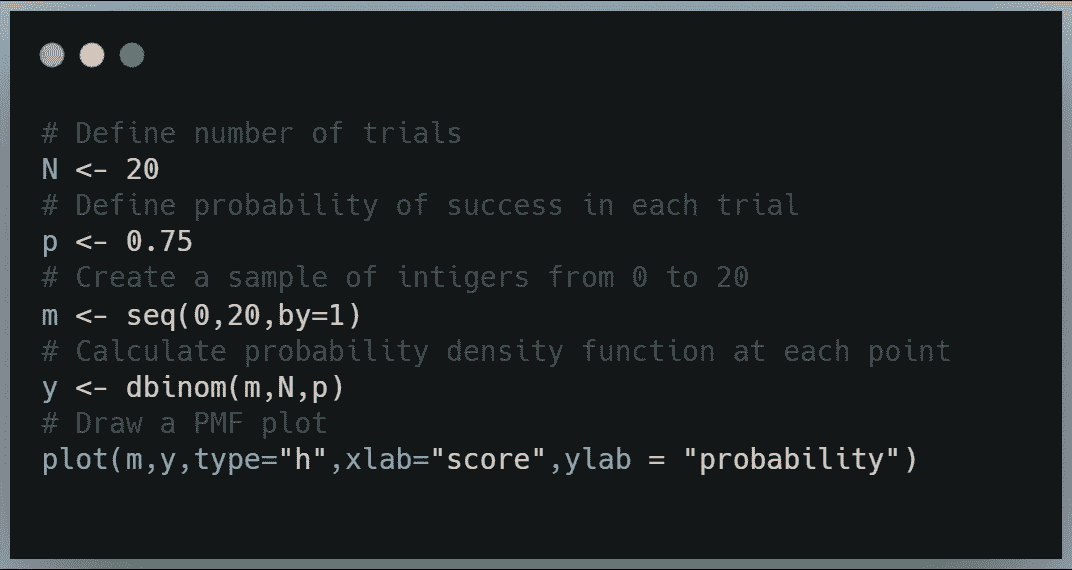 # Define number of trials
N <- 20
# Define probability of success in each trial
p <- 0.75
# Create a sample of intigers from 0 to 20
m <- seq(0,20,by=1)
# Calculate probability density function at each point
y <- dbinom(m,N,p)
# Draw a PMF plot
plot(m,y,type="h",xlab="score",ylab = "probability")